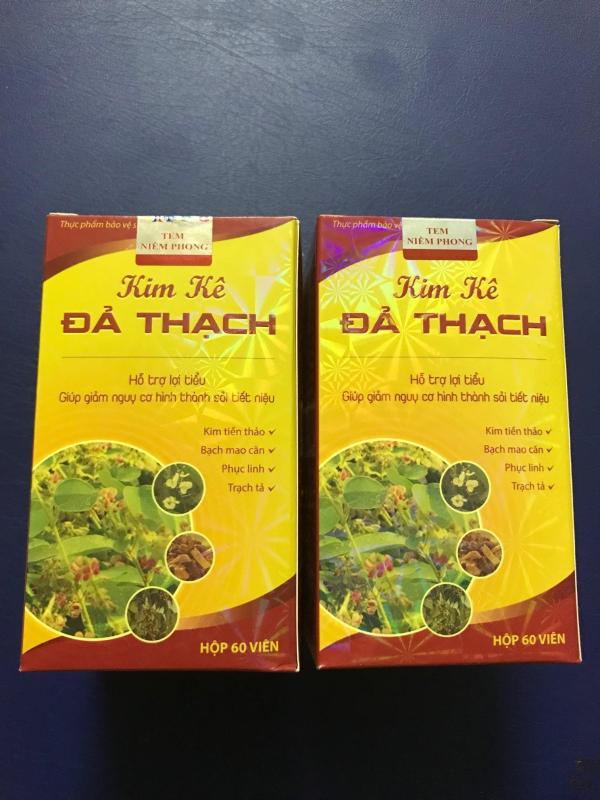 Thực phẩm bảo vệ s
TEM
NIÊM PHONG
Kim Kê
ĐẢ THẠCH
Hỗ trợ lợi tiểu
Giúp giảm nguy cơ hình thành sỏi tiết niệu
Kim tiền thảo
Bạch mao căn
Phục linh
Trạch tả
HỘP 60 VIÊN
Thực phẩm bảo vệ
TEM
NIÊM PHONG
Kim Kê
ĐẢ THẠCH
Hỗ trợ lợi tiểu
Giúp giảm nguy cơ hình thành sỏi tiết niệu
Kim tiền thảo
Bạch mao căn
Phục linh
Trạch tả
HỘP 60 VIÊN